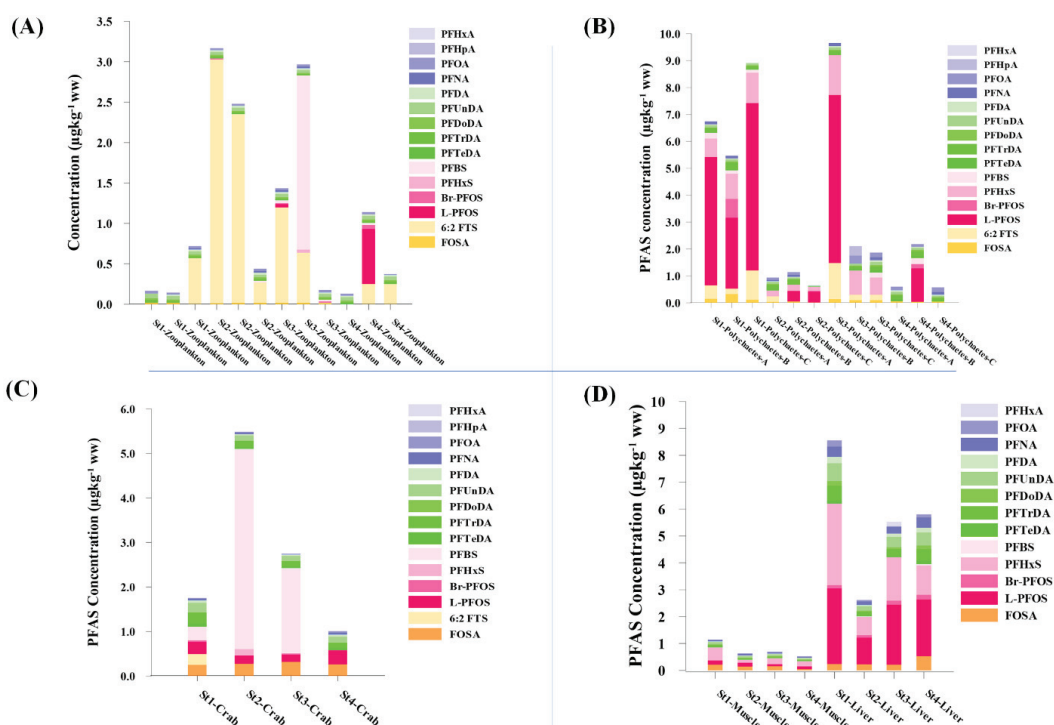 (A)
Concentration (µgkg⁻¹ ww)
3.5
3.0
2.5
2.0
1.5
1.0
0.5
0.0
St1-Zooplankton
St1-Zooplankton
St1-Zooplankton
St2-Zooplankton
St2-Zooplankton
St2-Zooplankton
St3-Zooplankton
St3-Zooplankton
St3-Zooplankton
St4-Zooplankton
St4-Zooplankton
St4-Zooplankton
PFHxA
PFHpA
PFOA
PFNA
PFDA
PFUnDA
PFDoDA
PFTrDA
PFTeDA
PFBS
PFHxS
Br-PFOS
L-PFOS
6:2 FTS
FOSA
(B)
PFAS concentration (µgkg⁻¹ ww)
10.0
9.0
8.0
7.0
6.0
5.0
4.0
3.0
2.0
1.0
0.0
St1-Polychaetes-A
St1-Polychaetes-B
St1-Polychaetes-C
St2-Polychaetes-A
St2-Polychaetes-B
St2-Polychaetes-C
St3-Polychaetes-A
St3-Polychaetes-B
St3-Polychaetes-C
St4-Polychaetes-A
St4-Polychaetes-B
St4-Polychaetes-C
PFHxA
PFHpA
PFOA
PFNA
PFDA
PFUnDA
PFDoDA
PFTrDA
PFTeDA
PFBS
PFHxS
Br-PFOS
L-PFOS
6:2 FTS
FOSA
(C)
PFAS Concentration (µgkg⁻¹ ww)
6.0
5.0
4.0
3.0
2.0
1.0
0.0
St1-Crab
St2-Crab
St3-Crab
St4-Crab
PFHxA
PFHpA
PFOA
PFNA
PFDA
PFUnDA
PFDoDA
PFTrDA
PFTeDA
PFBS
PFHxS
Br-PFOS
L-PFOS
6:2 FTS
FOSA
(D)
PFAS Concentration (µgkg⁻¹ ww)
10
9
8
7
6
5
4
3
2
1
0
St1-Muscle
St2-Muscle
St3-Muscle
St4-Muscle
St1-Liver
St2-Liver
St3-Liver
St4-Liver
PFHxA
PFOA
PFNA
PFDA
PFUnDA
PFDoDA
PFTrDA
PFTeDA
PFBS
PFHxS
Br-PFOS
L-PFOS
FOSA